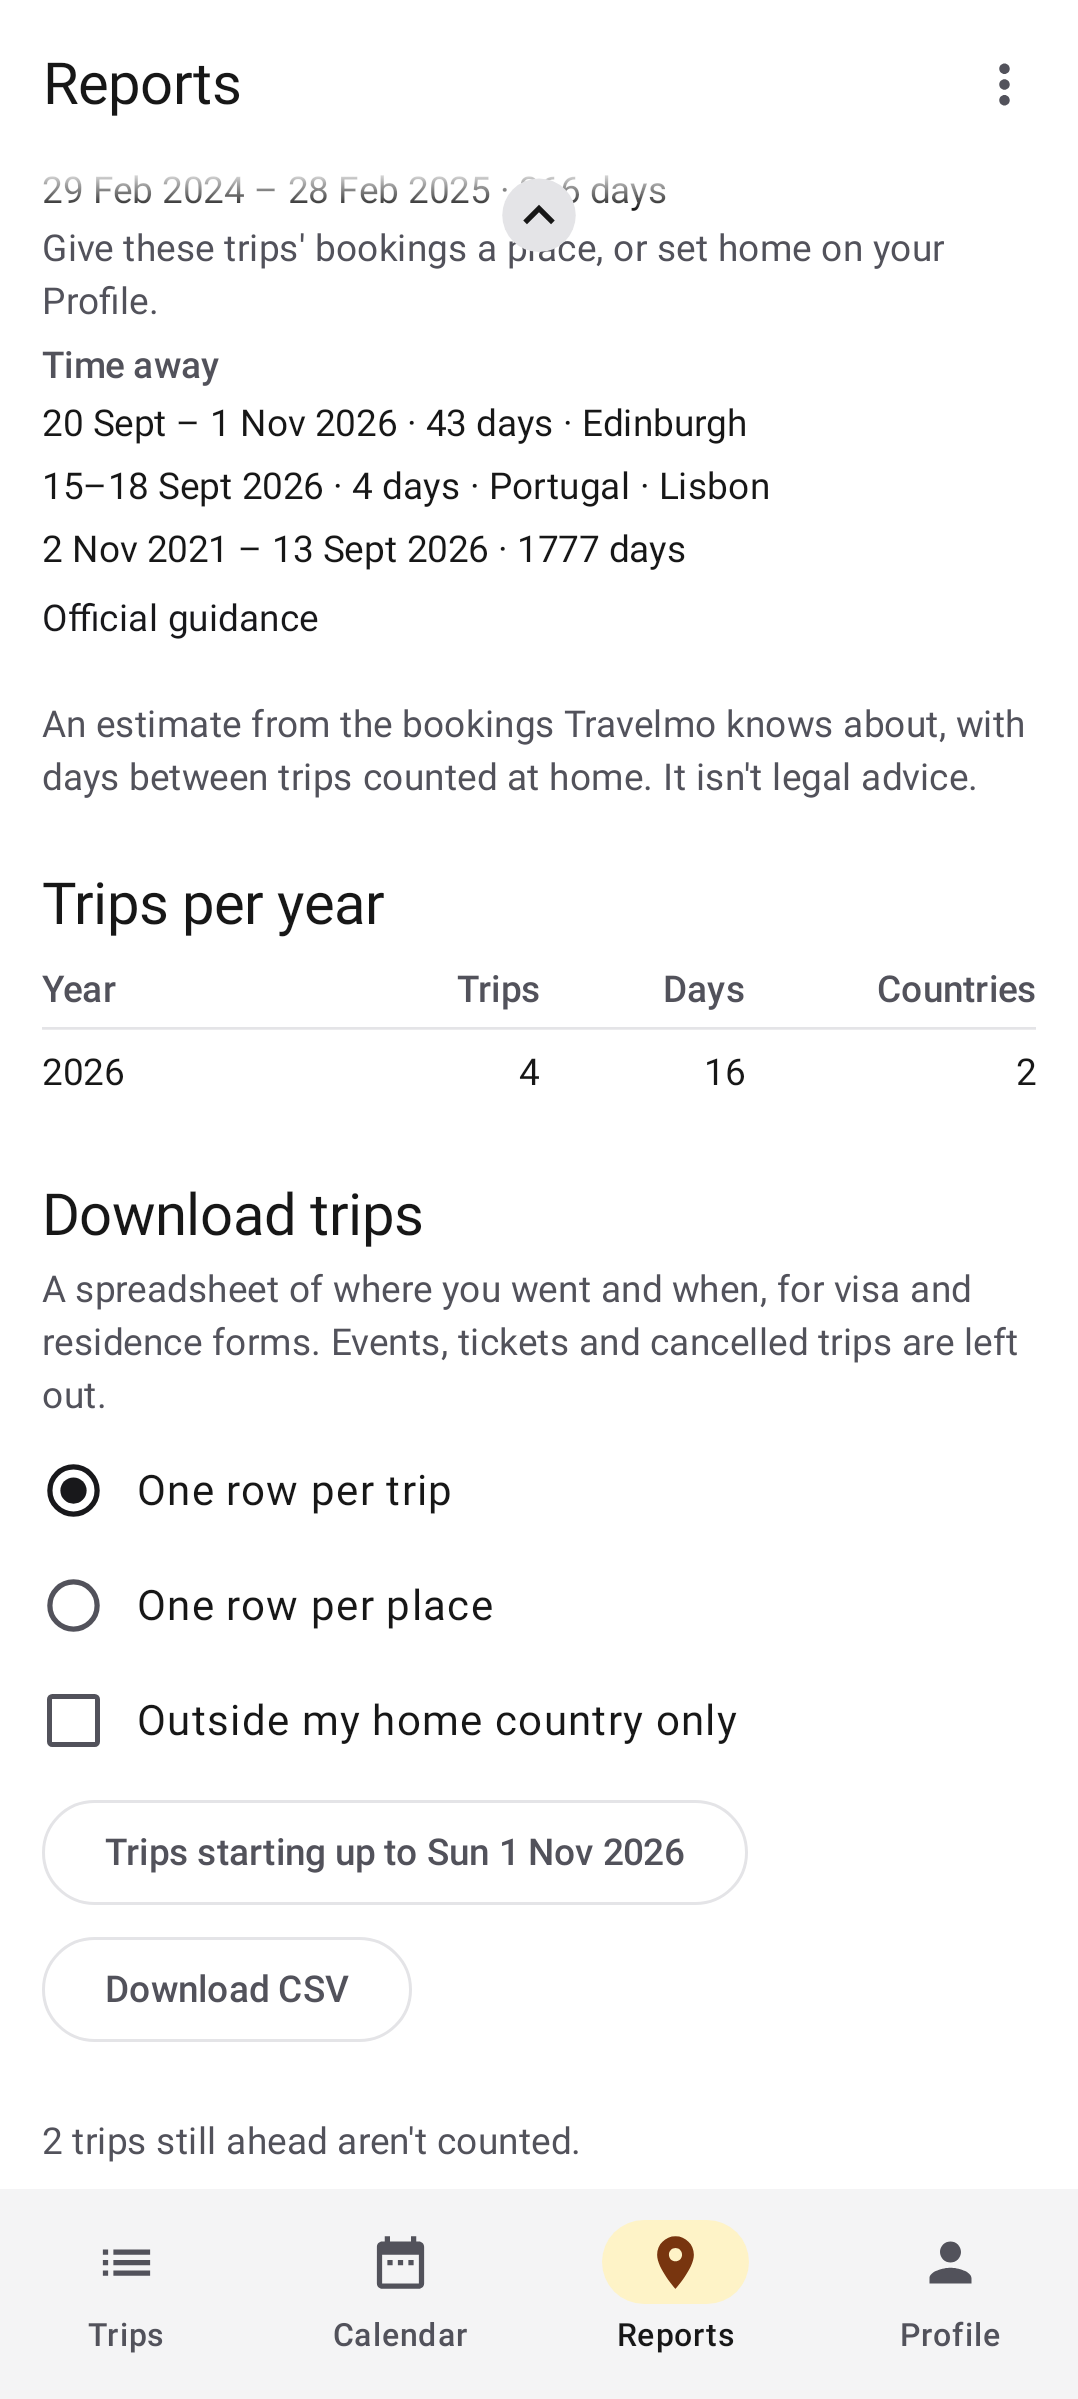 Reports
29 Feb 2024 – 28 Feb 2025 · 366 days
Give these trips' bookings a place, or set home on your
Profile.
Time away
20 Sept – 1 Nov 2026 · 43 days · Edinburgh
15–18 Sept 2026 · 4 days · Portugal · Lisbon
2 Nov 2021 – 13 Sept 2026 · 1777 days
Official guidance
An estimate from the bookings Travelmo knows about, with
days between trips counted at home. It isn't legal advice.
Trips per year
Year Trips Days Countries
2026 4 16 2
Download trips
A spreadsheet of where you went and when, for visa and
residence forms. Events, tickets and cancelled trips are left
out.
One row per trip
One row per place
Outside my home country only
Trips starting up to Sun 1 Nov 2026
Download CSV
2 trips still ahead aren't counted.
Trips Calendar Reports Profile